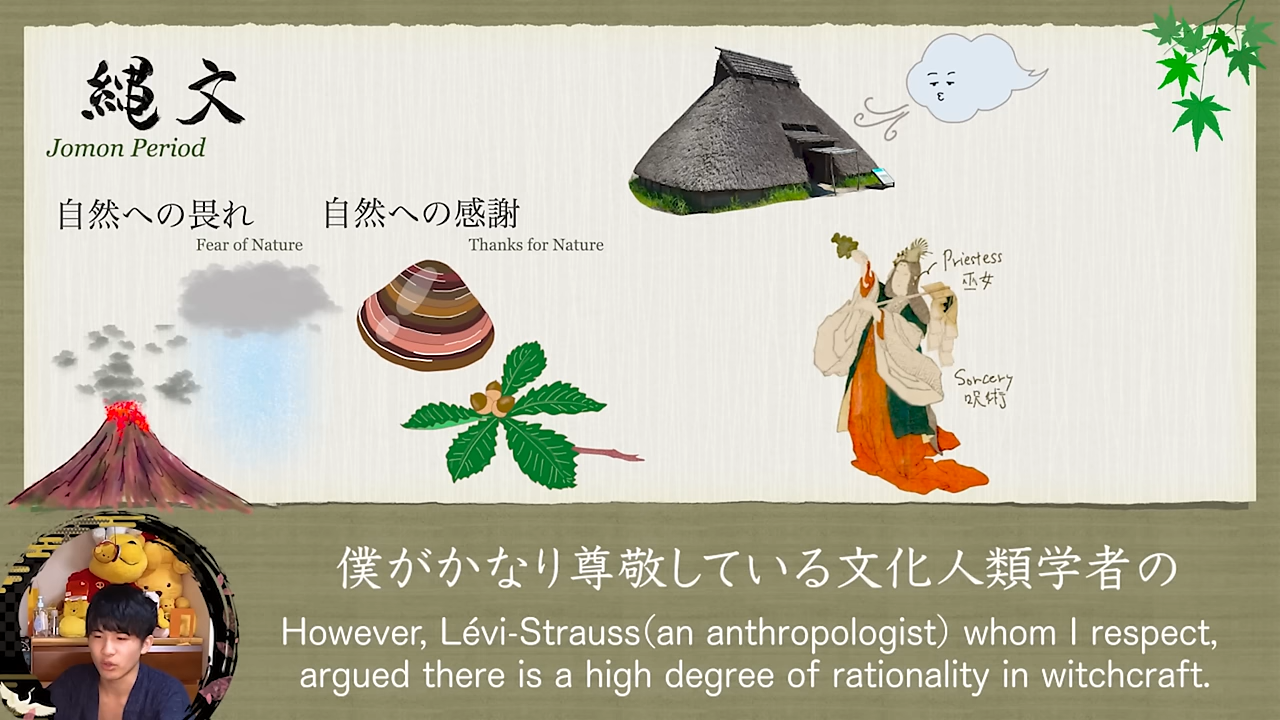 縄文
Jomon Period
自然への畏れ
Fear of Nature
自然への感謝
Thanks for Nature
Priestess
巫女
Sorcery
呪術
僕がかなり尊敬している文化人類学者の
However, Lévi-Strauss(an anthropologist) whom I respect,
argued there is a high degree of rationality in witchcraft.